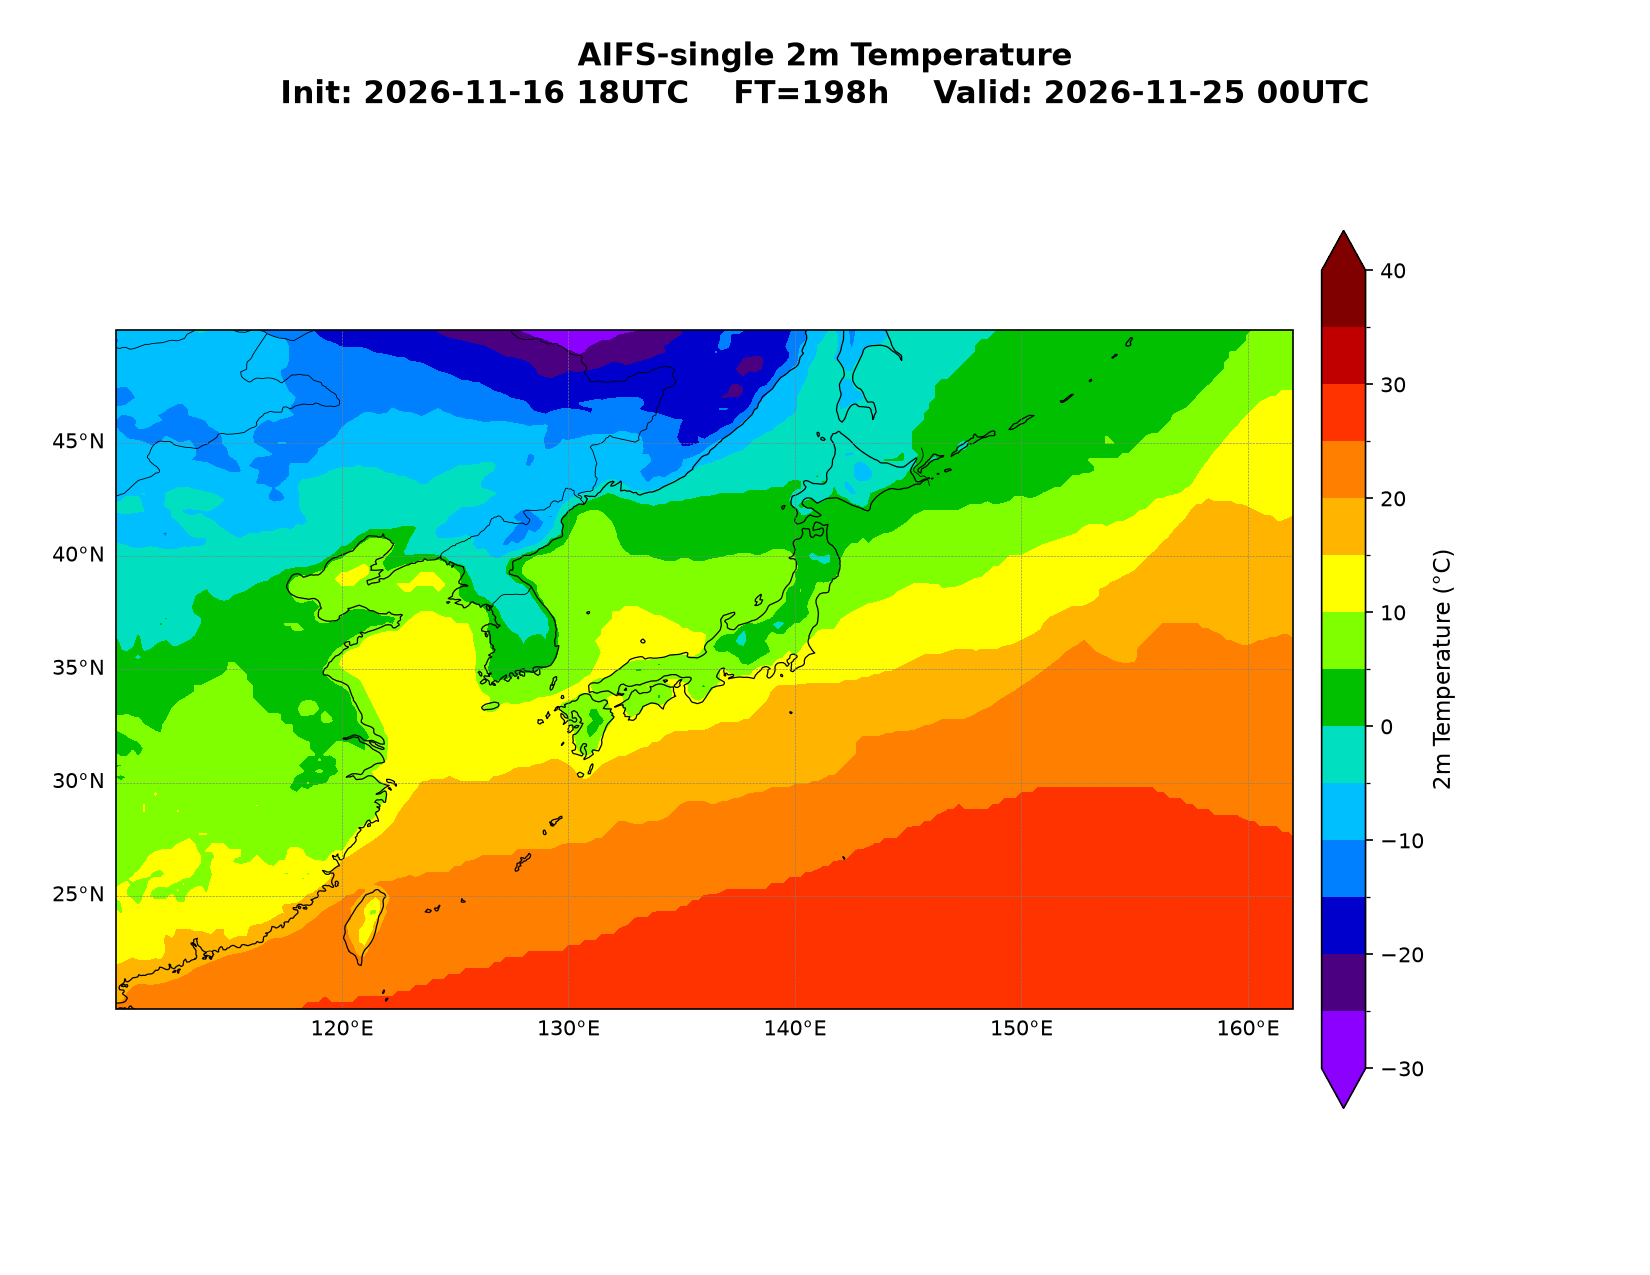 AIFS-single 2m Temperature
Init: 2026-11-16 18UTC    FT=198h    Valid: 2026-11-25 00UTC
45°N
40°N
35°N
30°N
25°N
120°E
130°E
140°E
150°E
160°E
40
30
20
10
0
−10
−20
−30
2m Temperature (°C)